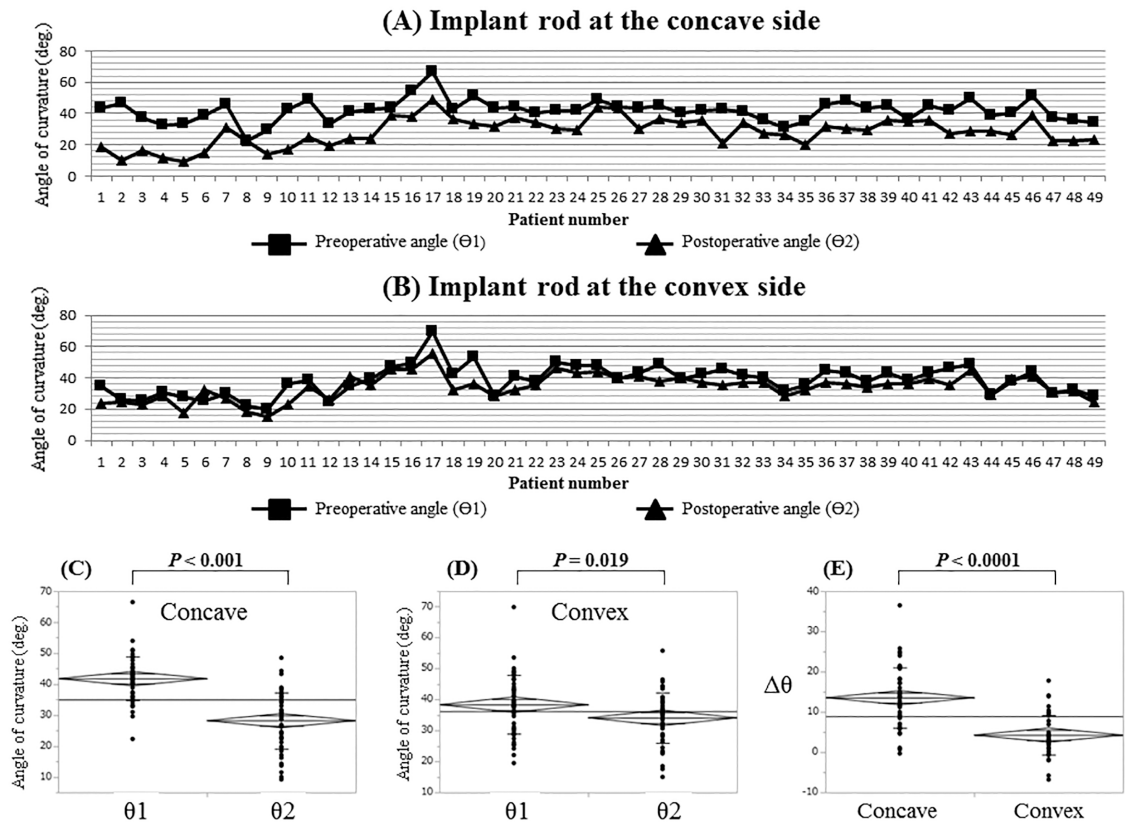 (A) Implant rod at the concave side
Angle of curvature (deg.)
80
60
40
20
0
1 2 3 4 5 6 7 8 9 10 11 12 13 14 15 16 17 18 19 20 21 22 23 24 25 26 27 28 29 30 31 32 33 34 35 36 37 38 39 40 41 42 43 44 45 46 47 48 49
Patient number
Preoperative angle (ϴ1) Postoperative angle (ϴ2)
(B) Implant rod at the convex side
Angle of curvature (deg.)
80
60
40
20
0
1 2 3 4 5 6 7 8 9 10 11 12 13 14 15 16 17 18 19 20 21 22 23 24 25 26 27 28 29 30 31 32 33 34 35 36 37 38 39 40 41 42 43 44 45 46 47 48 49
Patient number
Preoperative angle (ϴ1) Postoperative angle (ϴ2)
(C) P < 0.001
Concave
Angle of curvature (deg.)
70
60
50
40
30
20
10
θ1 θ2
(D) P = 0.019
Convex
Angle of curvature (deg.)
70
60
50
40
30
20
10
θ1 θ2
(E) P < 0.0001
Δθ
40
30
20
10
0
-10
Concave Convex